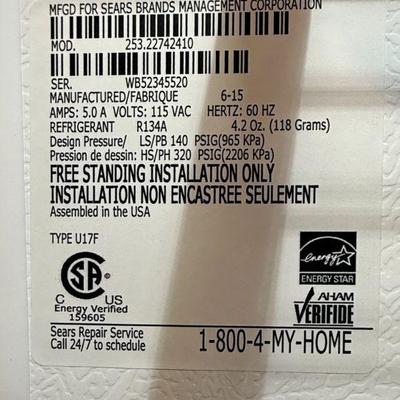 MFGD FOR SEARS BRANDS MANAGEMENT CORPORATION
MOD. 253.22742410
SER. WB52345520
MANUFACTURED/FABRIQUE 6-15
AMPS: 5.0 A VOLTS: 115 VAC HERTZ: 60 HZ
REFRIGERANT R134A 4.2 Oz. (118 Grams)
Design Pressure/ LS/PB 140 PSIG(965 KPa)
Pression de dessin: HS/PH 320 PSIG(2206 KPa)
FREE STANDING INSTALLATION ONLY
INSTALLATION NON ENCASTREE SEULEMENT
Assembled in the USA
TYPE U17F
energy
ENERGY STAR
C US
Energy Verified
159605
AHAM
VERIFIDE
Sears Repair Service
Call 24/7 to schedule
1-800-4-MY-HOME